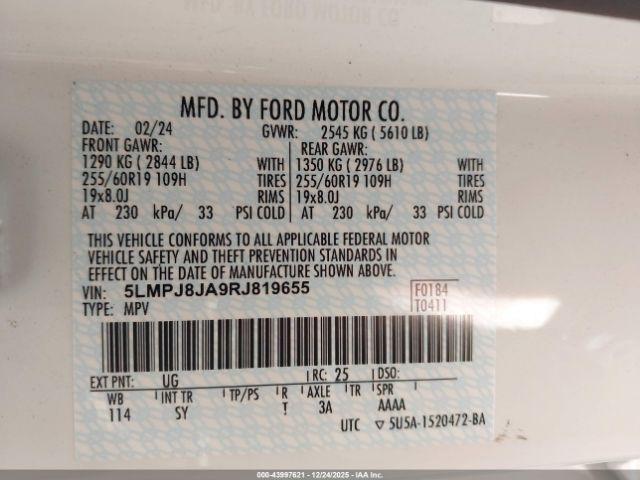 MFD. BY FORD MOTOR CO.
DATE: 02/24 GVWR: 2545 KG ( 5610 LB)
FRONT GAWR: REAR GAWR:
1290 KG ( 2844 LB) WITH 1350 KG ( 2976 LB) WITH
255/60R19 109H TIRES 255/60R19 109H TIRES
19x8.0J RIMS 19x8.0J RIMS
AT 230 kPa/ 33 PSI COLD AT 230 kPa/ 33 PSI COLD
THIS VEHICLE CONFORMS TO ALL APPLICABLE FEDERAL MOTOR
VEHICLE SAFETY AND THEFT PREVENTION STANDARDS IN
EFFECT ON THE DATE OF MANUFACTURE SHOWN ABOVE.
VIN: 5LMPJ8JA9RJ819655 F0184
TYPE: MPV T0411
EXT PNT: UG RC: 25 DSO:
WB INT TR TP/PS R AXLE TR SPR
114 SY T 3A AAAA
UTC ▽ 5U5A-1520472-BA
000-43997621 - 12/24/2025 - IAAI.com